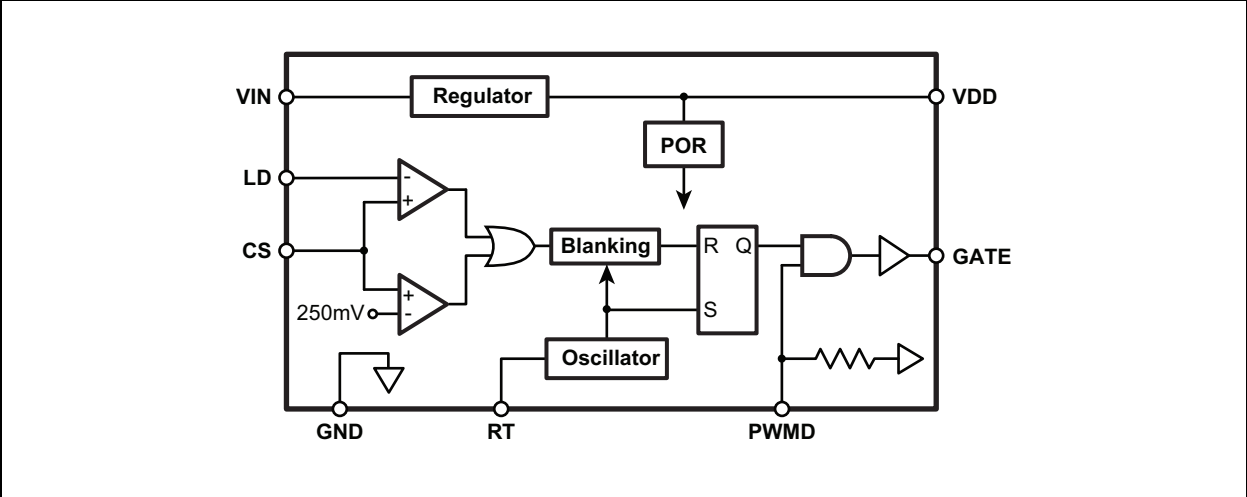 VIN
Regulator
VDD
POR
LD
-
+
CS
Blanking
R Q
GATE
+
250mV
-
S
Oscillator
GND
RT
PWMD